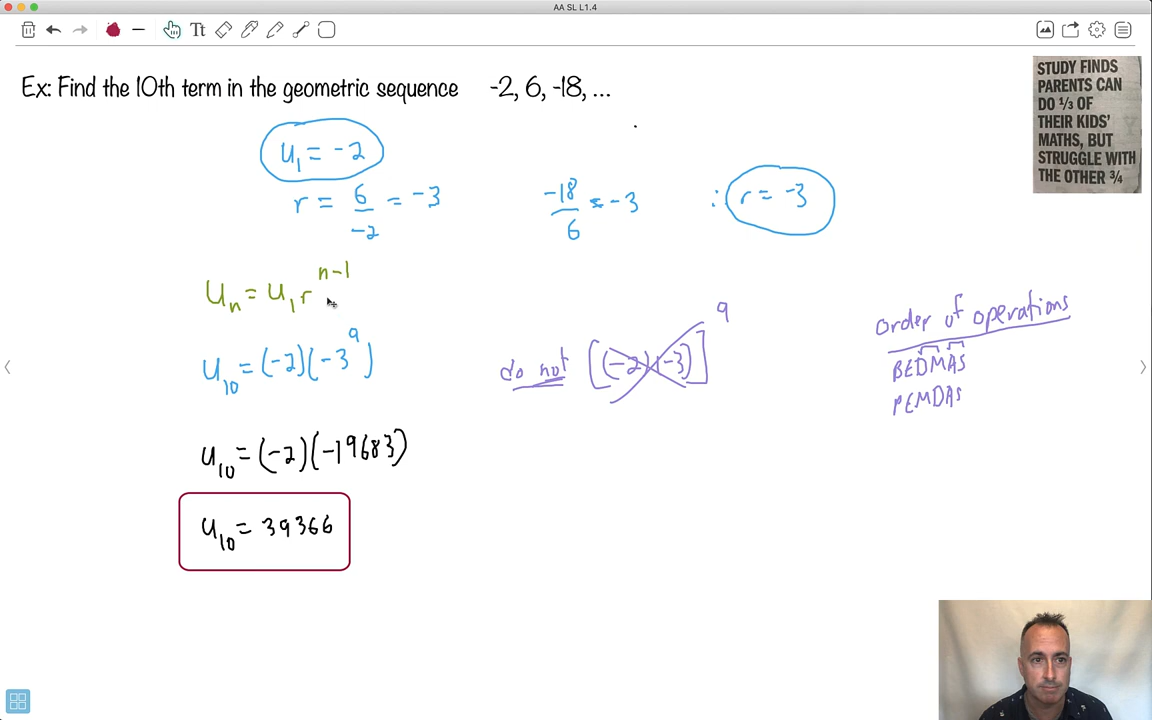 AA SL L1.4
Tt
Ex: Find the 10th term in the geometric sequence -2, 6, -18, ...
STUDY FINDS
PARENTS CAN
DO ⅓ OF
THEIR KIDS'
MATHS, BUT
STRUGGLE WITH
THE OTHER ¾
u₁ = -2
r = 6/-2 = -3
-18/6 = -3
∴ r = -3
Uₙ = u₁ r^(n-1)
u₁₀ = (-2)(-3⁹)
do not [(-2)(-3)]⁹
order of operations
BEDMAS
PEMDAS
u₁₀ = (-2)(-19683)
u₁₀ = 39366